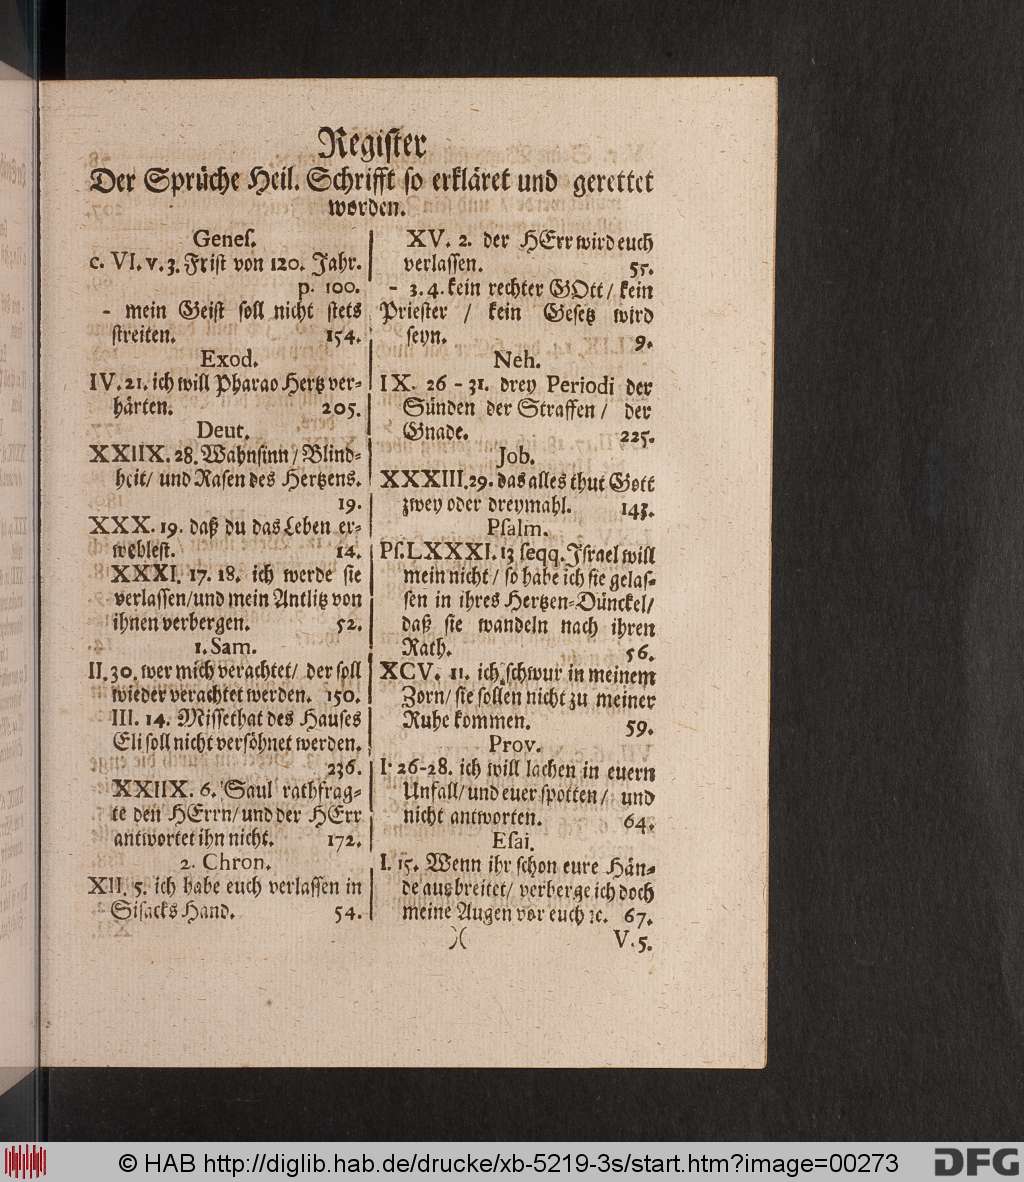 Register
Der Sprüche Heil. Schrifft so erkläret und gerettet
worden.
Genes.
c. VI. v. 3. Frist von 120. Jahr.
p. 100.
- mein Geist soll nicht stets
streiten. 154.
Exod.
IV. 21. ich will Pharao Hertz ver-
härten. 205.
Deut.
XXIIX. 28. Wahnsinn/ Blind-
heit/ und Rasen des Hertzens.
19.
XXX. 19. daß du das Leben er-
wehlest. 14.
XXXI. 17. 18. ich werde sie
verlassen/und mein Antlitz von
ihnen verbergen. 52.
1. Sam.
II. 30. wer mich verachtet/ der soll
wieder verachtet werden. 150.
III. 14. Missethat des Hauses
Eli soll nicht versöhnet werden.
236.
XXIIX. 6. Saul rathfrag-
te den HErrn/und der HErr
antwortet ihn nicht. 172.
2. Chron.
XII. 5. ich habe euch verlassen in
Sisacks Hand. 54.
XV. 2. der HErr wird euch
verlassen. 55.
- 3. 4. kein rechter GOtt/ kein
Priester / kein Gesetz wird
seyn. 9.
Neh.
IX. 26 - 31. drey Periodi der
Sünden der Straffen/ der
Gnade. 225.
Job.
XXXIII. 29. das alles thut Gott
zwey oder dreymahl. 143.
Psalm.
Ps. LXXXI. 13 seqq. Israel will
mein nicht/ so habe ich sie gelas-
sen in ihres Hertzen-Dünckel/
daß sie wandeln nach ihren
Rath. 56.
XCV. 11. ich schwur in meinem
Zorn/ sie sollen nicht zu meiner
Ruhe kommen. 59.
Prov.
I. 26-28. ich will lachen in euern
Unfall/ und euer spotten/ und
nicht antworten. 64.
Esai.
I. 15. Wenn ihr schon eure Hän-
de ausbreitet/ verberge ich doch
meine Augen vor euch ꝛc. 67.
)( V. 5.
© HAB http://diglib.hab.de/drucke/xb-5219-3s/start.htm?image=00273
DFG